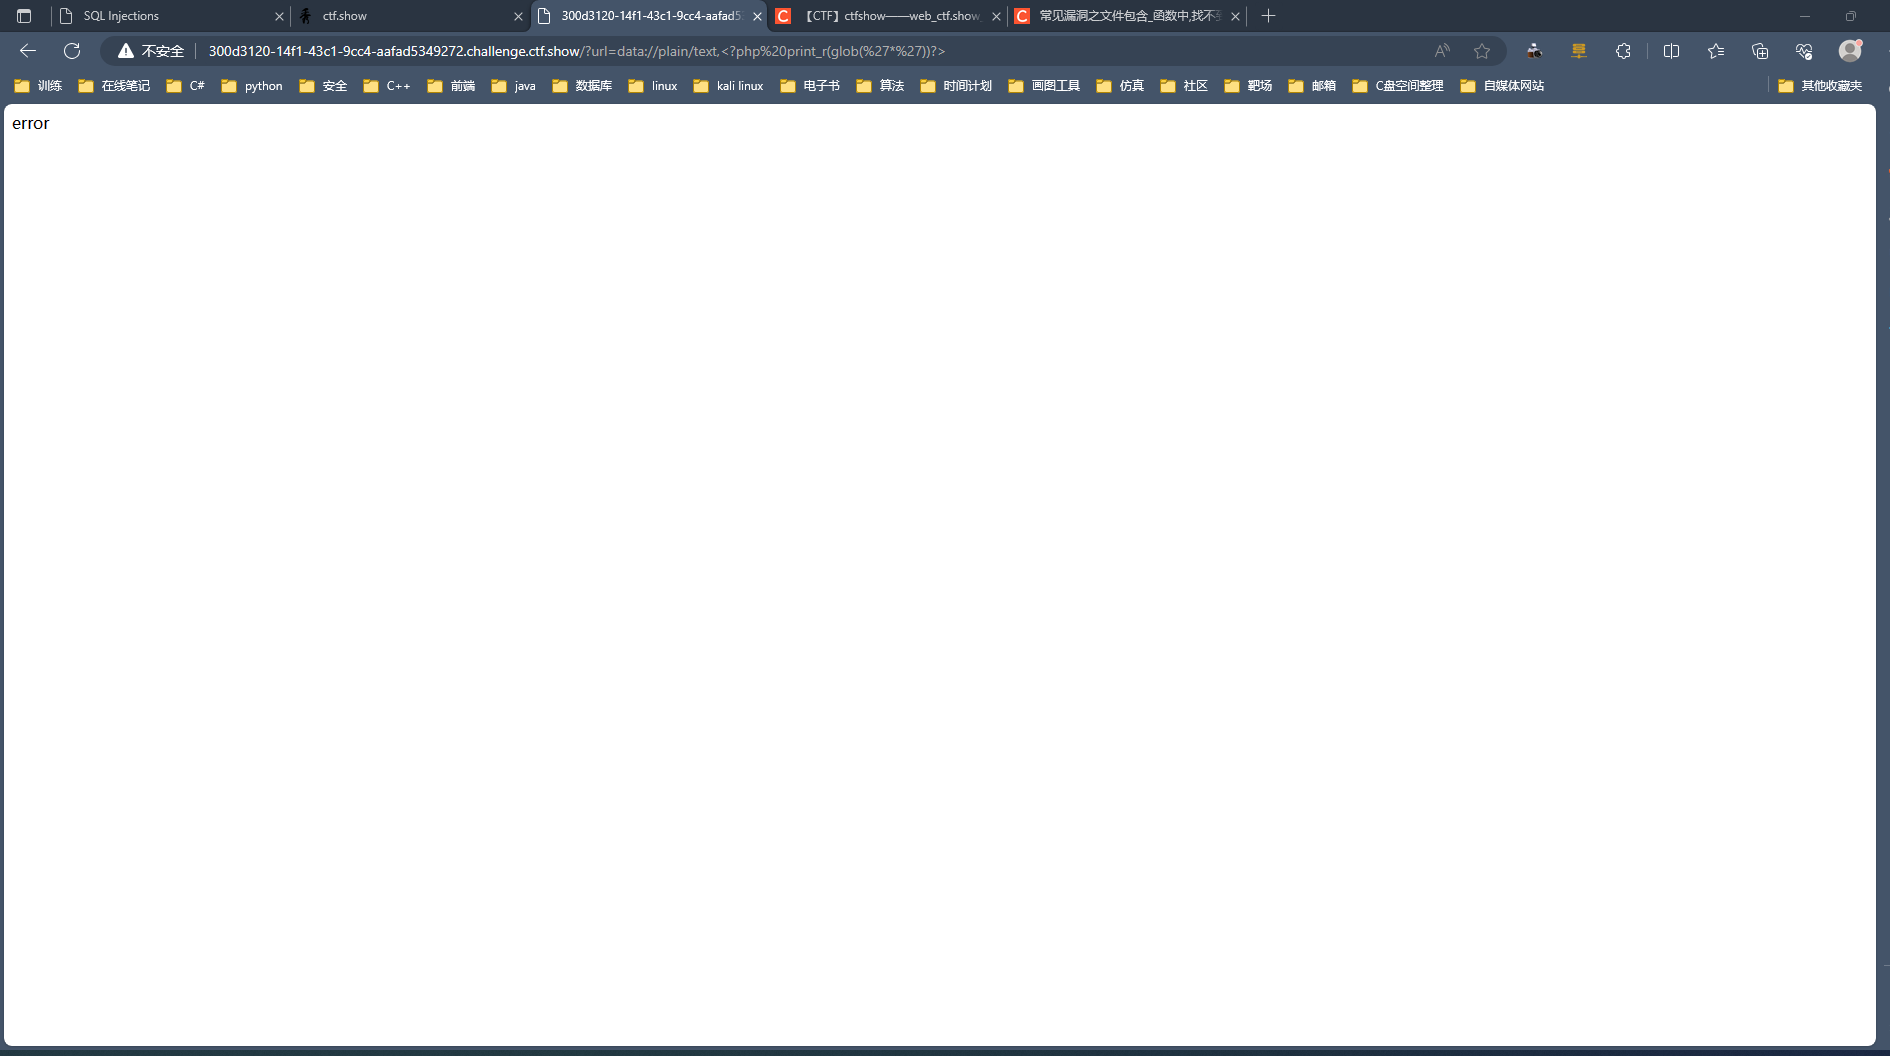 SQL Injections
ctf.show
300d3120-14f1-43c1-9cc4-aafad5
【CTF】ctfshow——web_ctf.show_
常见漏洞之文件包含_函数中,找不到
不安全
300d3120-14f1-43c1-9cc4-aafad5349272.challenge.ctf.show/?url=data://plain/text,<?php%20print_r(glob(%27*%27))?>
训练 在线笔记 C# python 安全 C++ 前端 java 数据库 linux kali linux 电子书 算法 时间计划 画图工具 仿真 社区 靶场 邮箱 C盘空间整理 自媒体网站 其他收藏夹
error